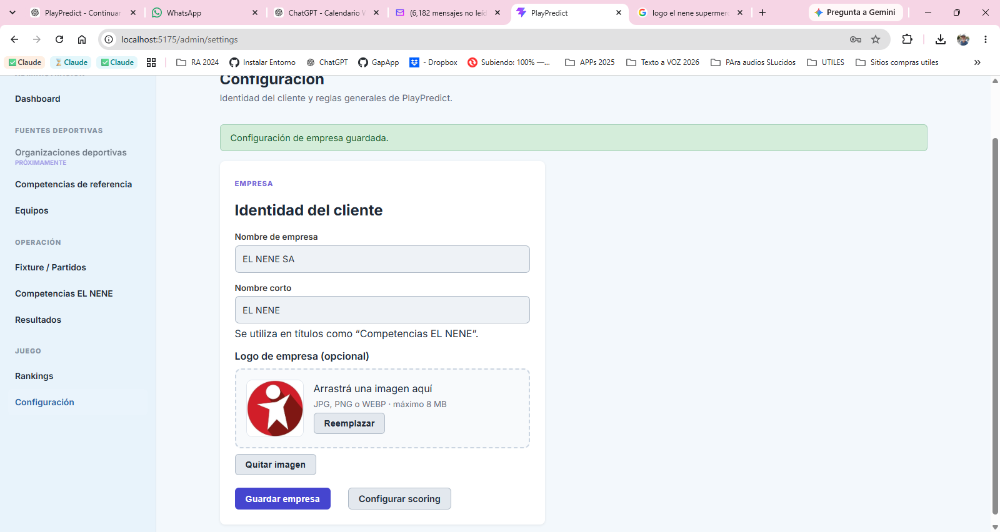 PlayPredict - Continuar
WhatsApp
ChatGPT - Calendario
(6,182 mensajes no leíd
PlayPredict
logo el nene superme
Pregunta a Gemini
localhost:5175/admin/settings
Claude
Claude
Claude
RA 2024
Instalar Entorno
ChatGPT
GapApp
- Dropbox
Subiendo: 100% —...
APPs 2025
Texto a VOZ 2026
PAra audios SLucidos
UTILES
Sitios compras utiles
Dashboard
FUENTES DEPORTIVAS
Organizaciones deportivas
PRÓXIMAMENTE
Competencias de referencia
Equipos
OPERACIÓN
Fixture / Partidos
Competencias EL NENE
Resultados
JUEGO
Rankings
Configuración
Configuración
Identidad del cliente y reglas generales de PlayPredict.
Configuración de empresa guardada.
EMPRESA
Identidad del cliente
Nombre de empresa
EL NENE SA
Nombre corto
EL NENE
Se utiliza en títulos como “Competencias EL NENE”.
Logo de empresa (opcional)
Arrastrá una imagen aquí
JPG, PNG o WEBP · máximo 8 MB
Reemplazar
Quitar imagen
Guardar empresa
Configurar scoring